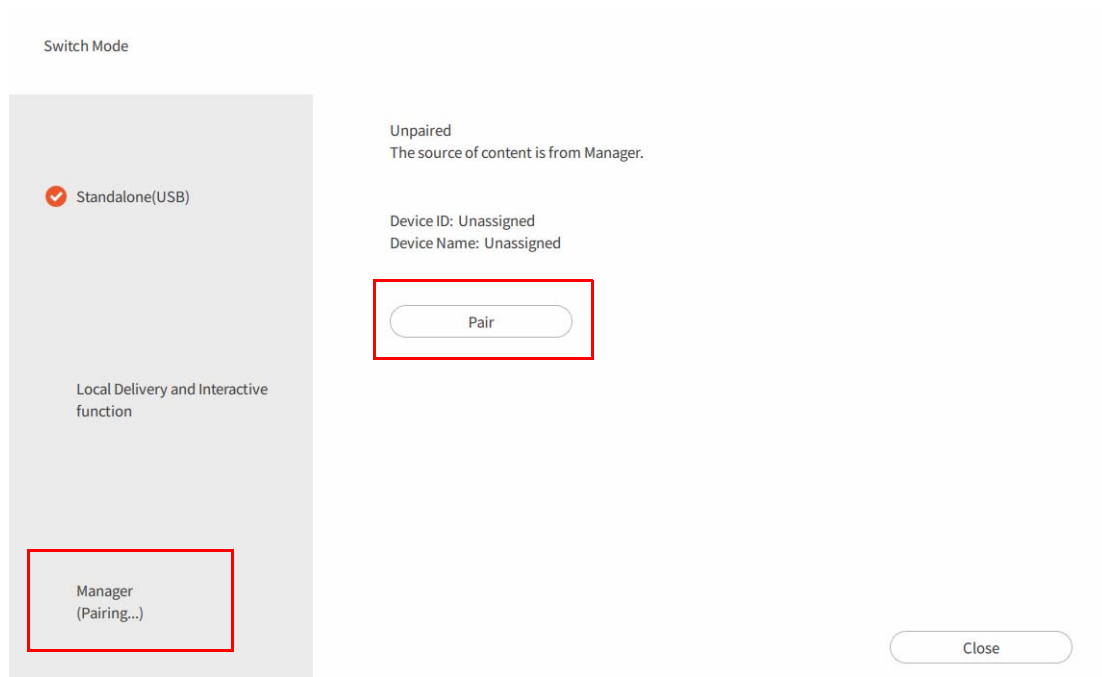 Switch Mode
Standalone(USB)
Local Delivery and Interactive
function
Manager
(Pairing...)
Unpaired
The source of content is from Manager.
Device ID: Unassigned
Device Name: Unassigned
Pair
Close